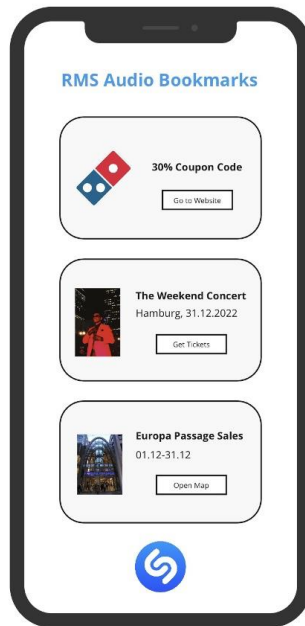 RMS Audio Bookmarks
30% Coupon Code
Go to Website
The Weekend Concert
Hamburg, 31.12.2022
Get Tickets
Europa Passage Sales
01.12-31.12
Open Map